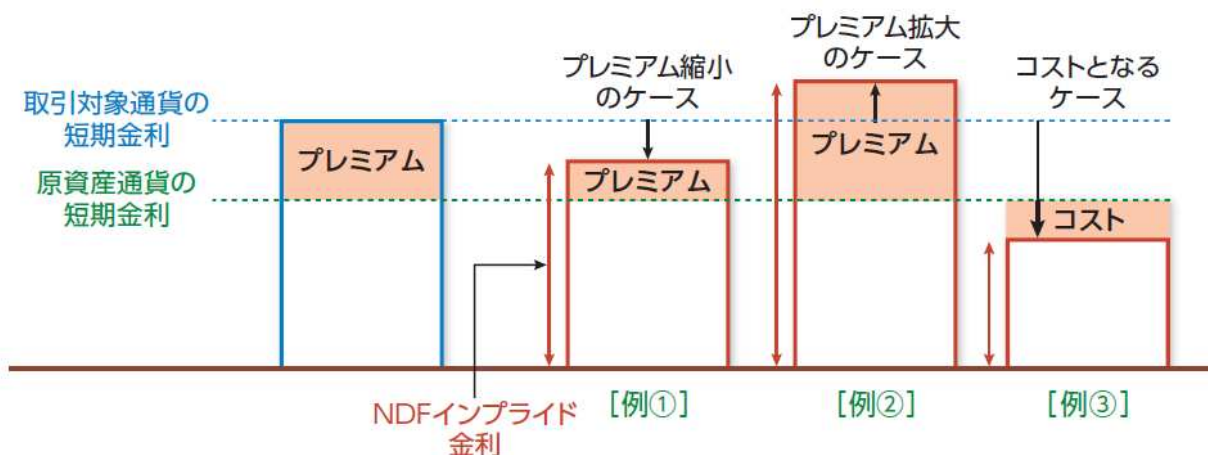 取引対象通貨の
短期金利
原資産通貨の
短期金利
プレミアム
プレミアム縮小
のケース
プレミアム
プレミアム拡大
のケース
プレミアム
コストとなる
ケース
コスト
NDFインプライド
金利
［例①］
［例②］
［例③］